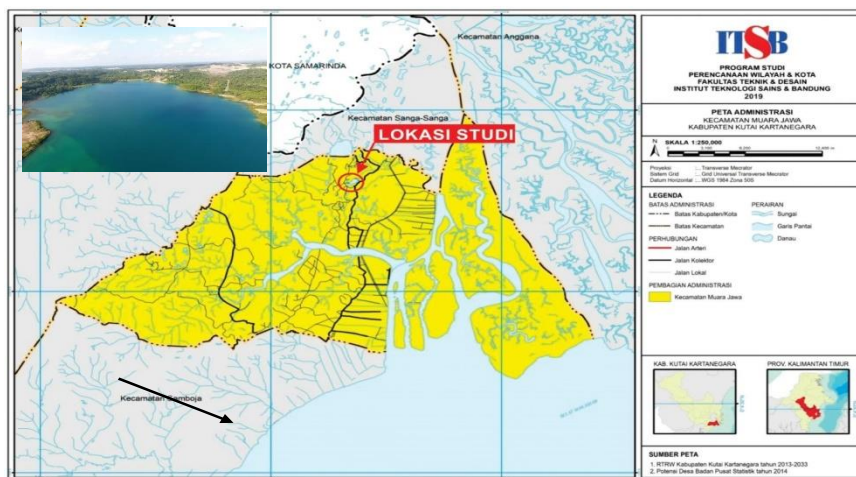 Kecamatan Anggana
KOTA SAMARINDA
Kecamatan Sanga-Sanga
LOKASI STUDI
Kecamatan Samboja
ITSB
PROGRAM STUDI
PERENCANAAN WILAYAH & KOTA
FAKULTAS TEKNIK & DESAIN
INSTITUT TEKNOLOGI SAINS & BANDUNG
2019
PETA ADMINISTRASI
KECAMATAN MUARA JAWA
KABUPATEN KUTAI KARTANEGARA
N
SKALA 1:250,000
Proyeksi : Transverse Mecrator
Sistem Grid : Grid Universal Transverse Mecrator
Datum Horizontal : WGS 1984 Zona 50S
LEGENDA
BATAS ADMINISTRASI
Batas Kabupaten/Kota
Batas Kecamatan
PERHUBUNGAN
Jalan Arteri
Jalan Kolektor
Jalan Lokal
PERAIRAN
Sungai
Garis Pantai
Danau
PEMBAGIAN ADMINISTRASI
Kecamatan Muara Jawa
KAB. KUTAI KARTANEGARA
PROV. KALIMANTAN TIMUR
SUMBER PETA
1. RTRW Kabupaten Kutai Kartanegara tahun 2013-2033
2. Potensi Desa Badan Pusat Statistik tahun 2014